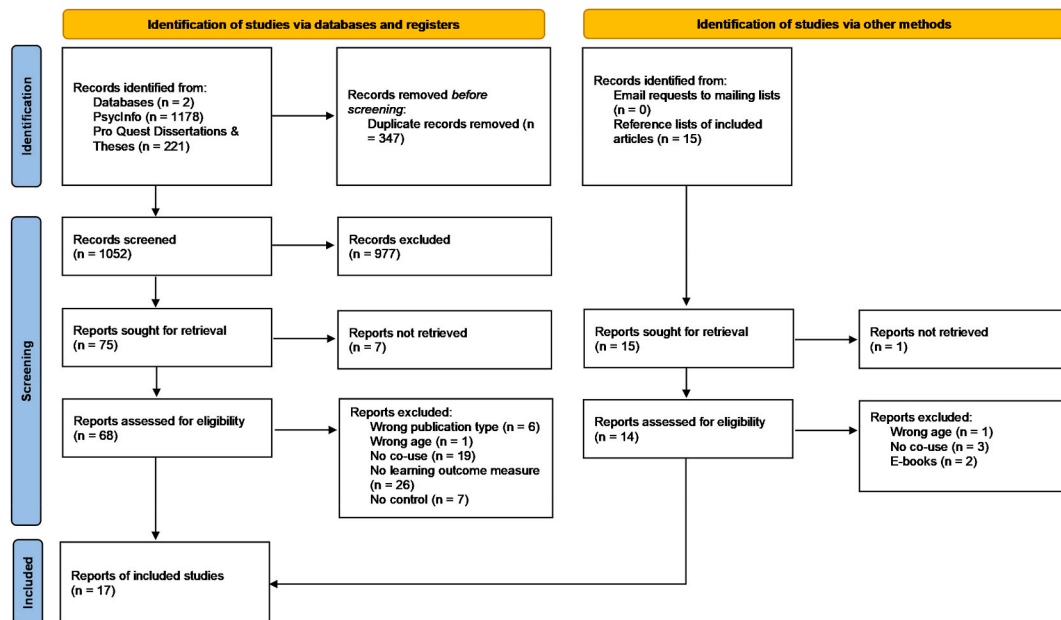 Identification of studies via databases and registers
Identification of studies via other methods
Identification
Records identified from:
Databases (n = 2)
PsycInfo (n = 1178)
Pro Quest Dissertations &
Theses (n = 221)
Records removed before
screening:
Duplicate records removed (n
= 347)
Records identified from:
Email requests to mailing lists
(n = 0)
Reference lists of included
articles (n = 15)
Screening
Records screened
(n = 1052)
Records excluded
(n = 977)
Reports sought for retrieval
(n = 75)
Reports not retrieved
(n = 7)
Reports sought for retrieval
(n = 15)
Reports not retrieved
(n = 1)
Reports assessed for eligibility
(n = 68)
Reports excluded:
Wrong publication type (n = 6)
Wrong age (n = 1)
No co-use (n = 19)
No learning outcome measure
(n = 26)
No control (n = 7)
Reports assessed for eligibility
(n = 14)
Reports excluded:
Wrong age (n = 1)
No co-use (n = 3)
E-books (n = 2)
Included
Reports of included studies
(n = 17)